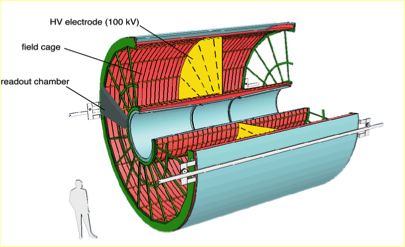 HV electrode (100 kV)
field cage
readout chamber